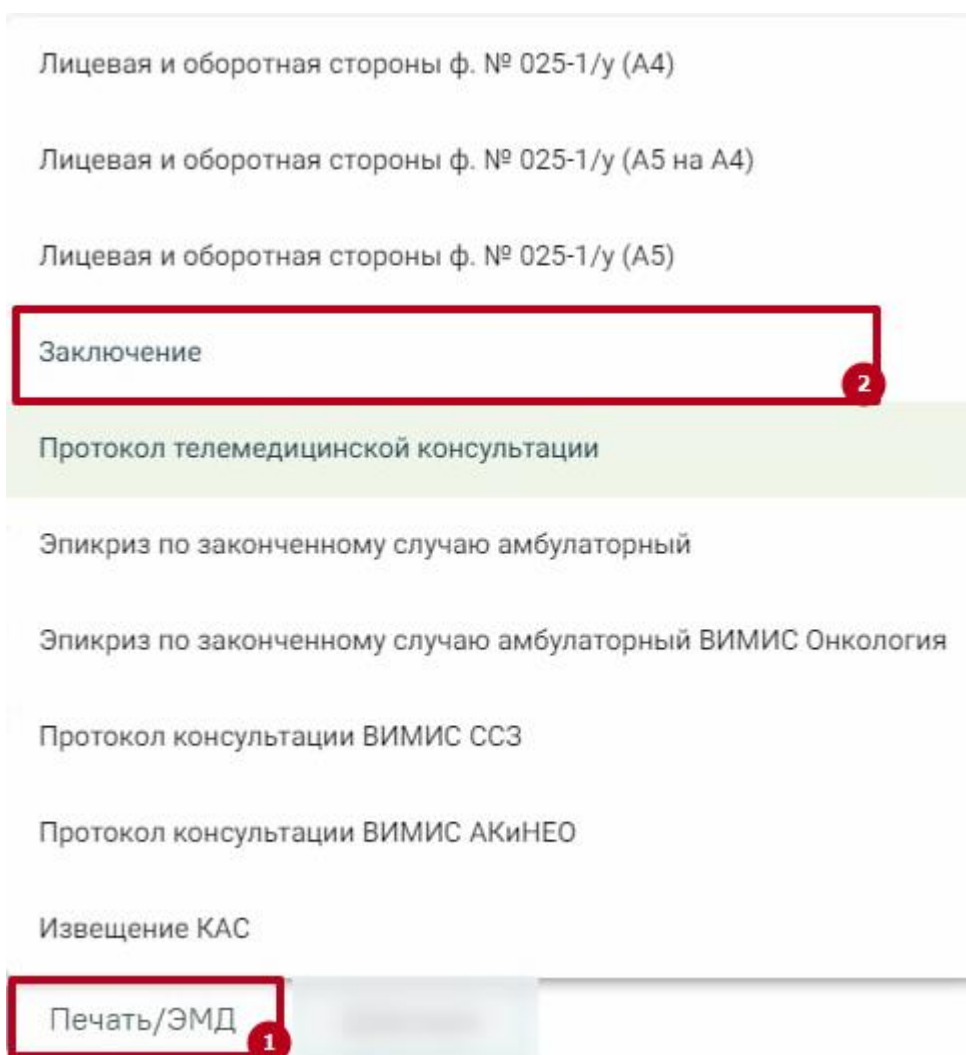 Лицевая и оборотная стороны ф. № 025-1/у (А4)
Лицевая и оборотная стороны ф. № 025-1/у (А5 на А4)
Лицевая и оборотная стороны ф. № 025-1/у (А5)
Заключение
2
Протокол телемедицинской консультации
Эпикриз по законченному случаю амбулаторный
Эпикриз по законченному случаю амбулаторный ВИМИС Онкология
Протокол консультации ВИМИС ССЗ
Протокол консультации ВИМИС АКиНЕО
Извещение КАС
Печать/ЭМД
1